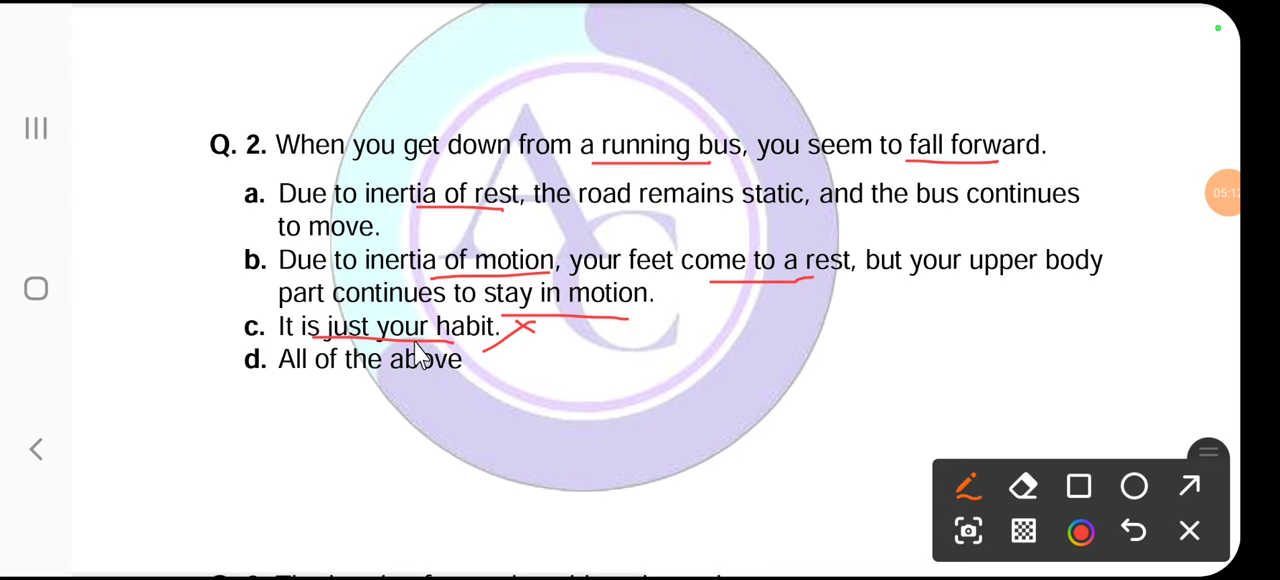 Q. 2. When you get down from a running bus, you seem to fall forward.
a. Due to inertia of rest, the road remains static, and the bus continues
to move.
b. Due to inertia of motion, your feet come to a rest, but your upper body
part continues to stay in motion.
c. It is just your habit.
d. All of the above
AC